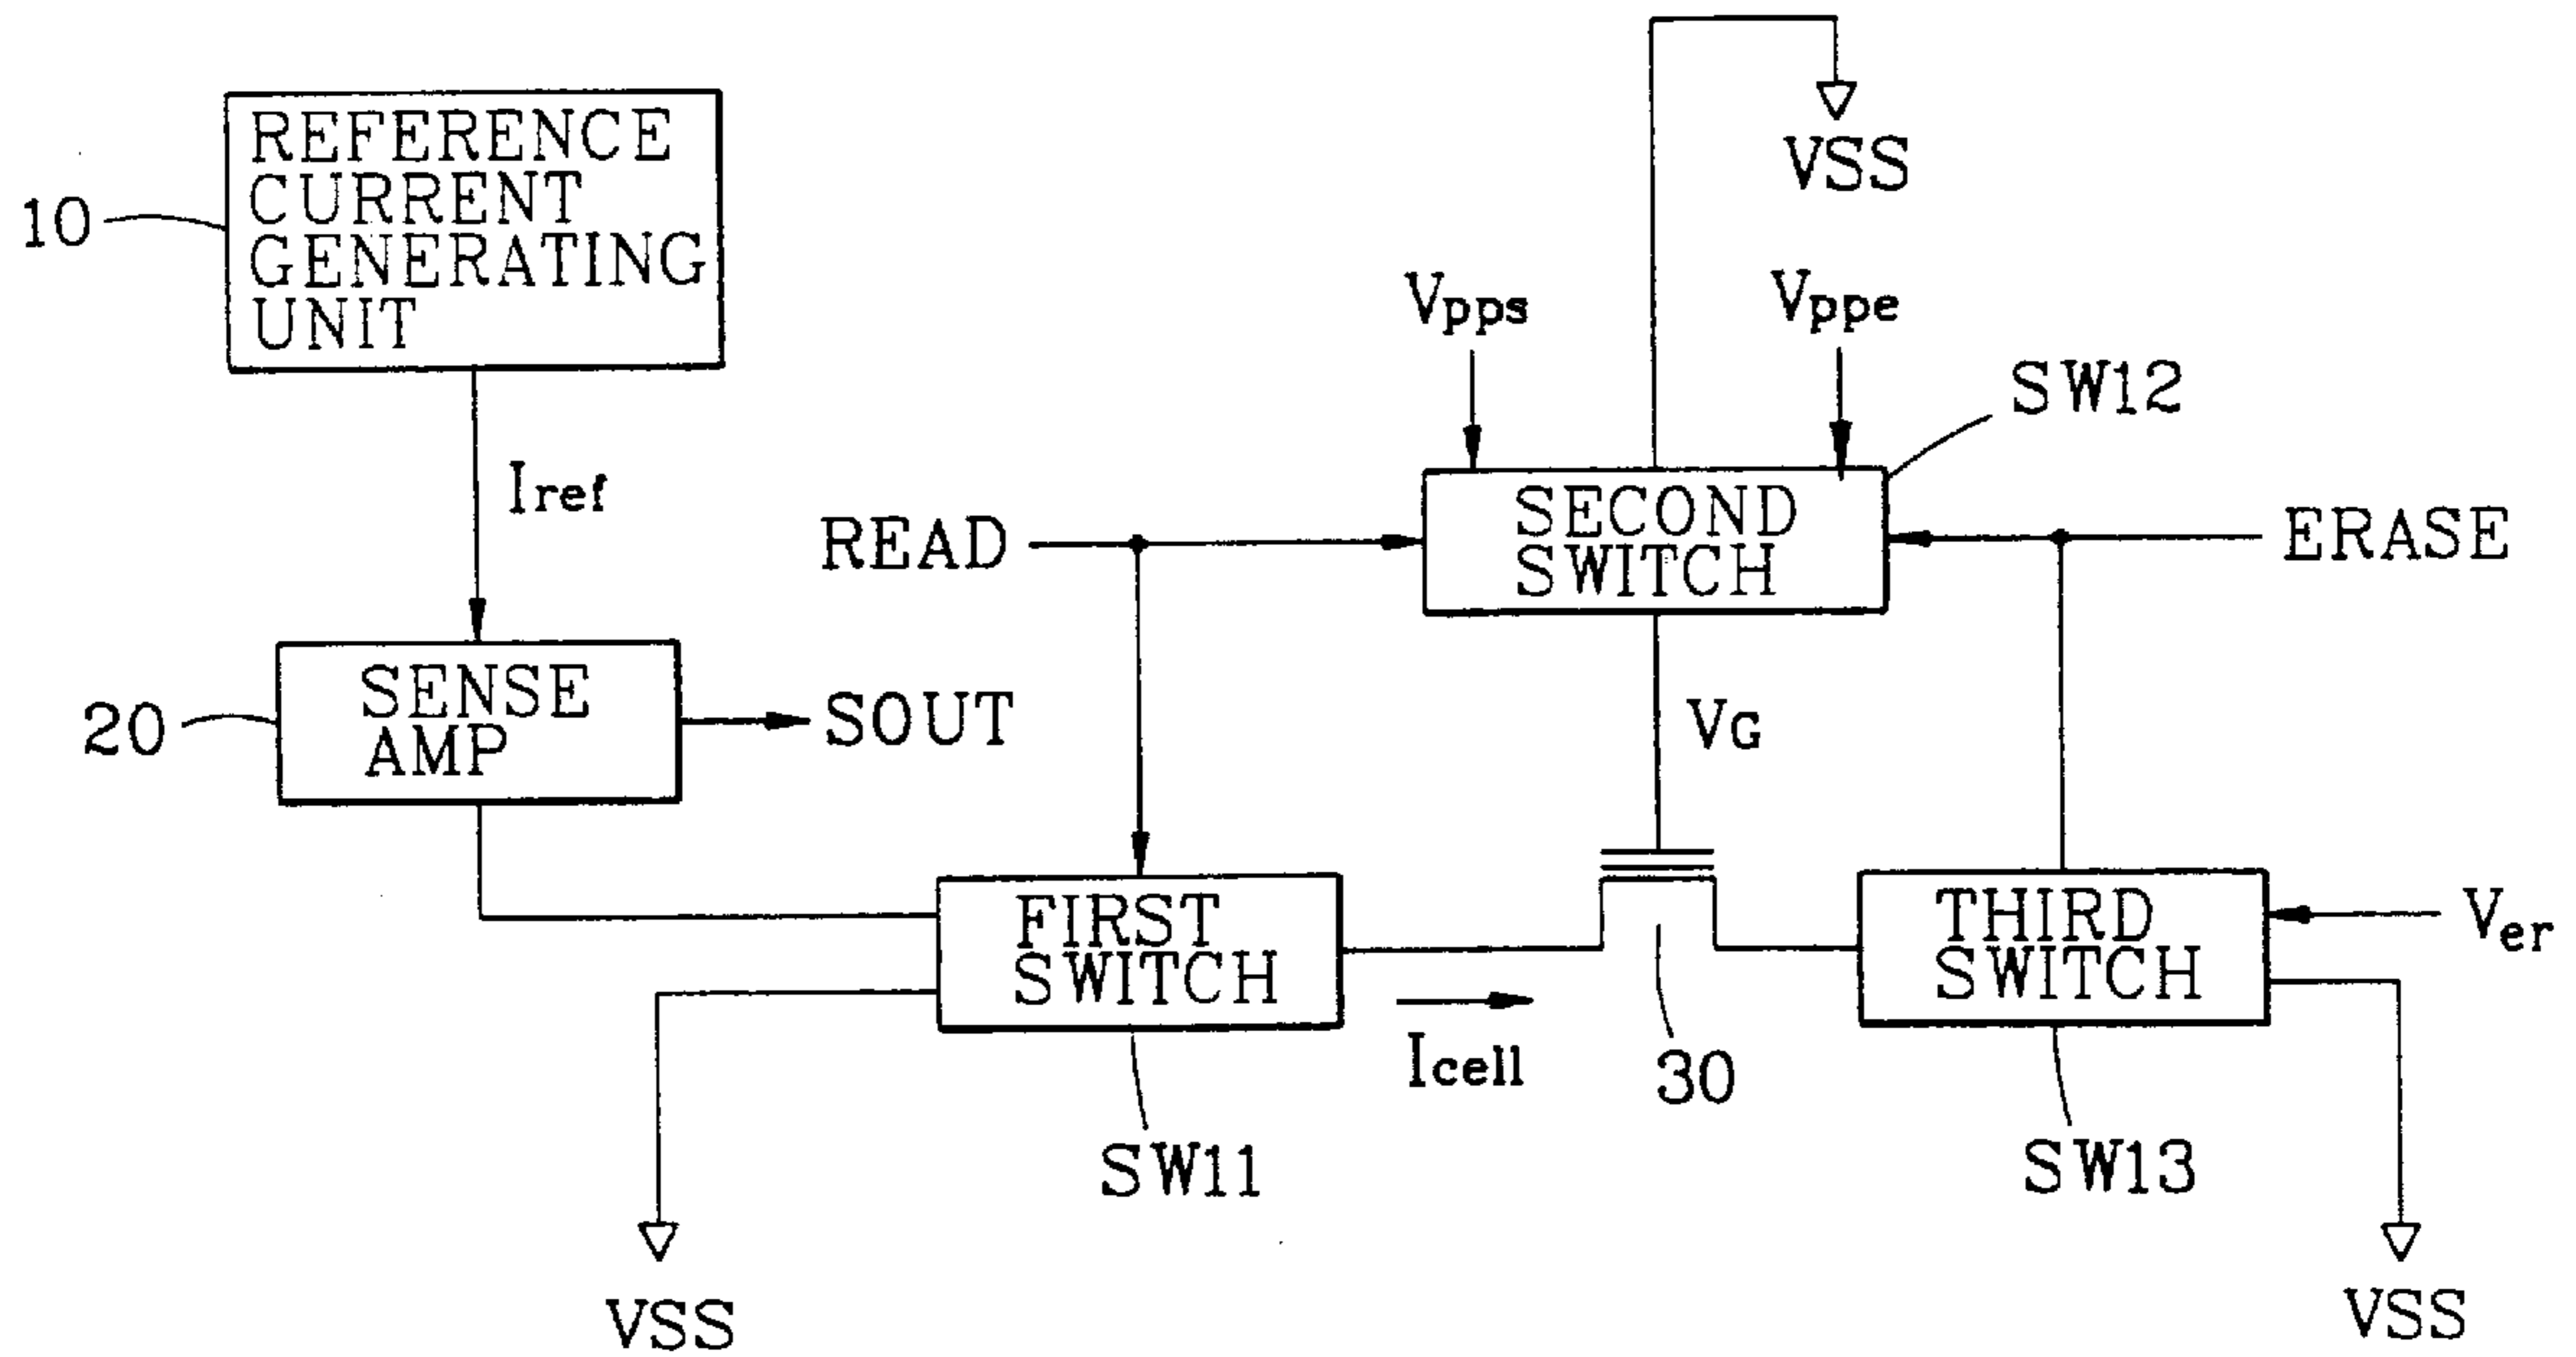 REFERENCE
CURRENT
GENERATING
UNIT
10
VSS
Vpps
Vppe
SW12
Iref
READ
SECOND
SWITCH
ERASE
SENSE
AMP
20
SOUT
VG
FIRST
SWITCH
THIRD
SWITCH
Ver
Icell
30
SW11
SW13
VSS
VSS